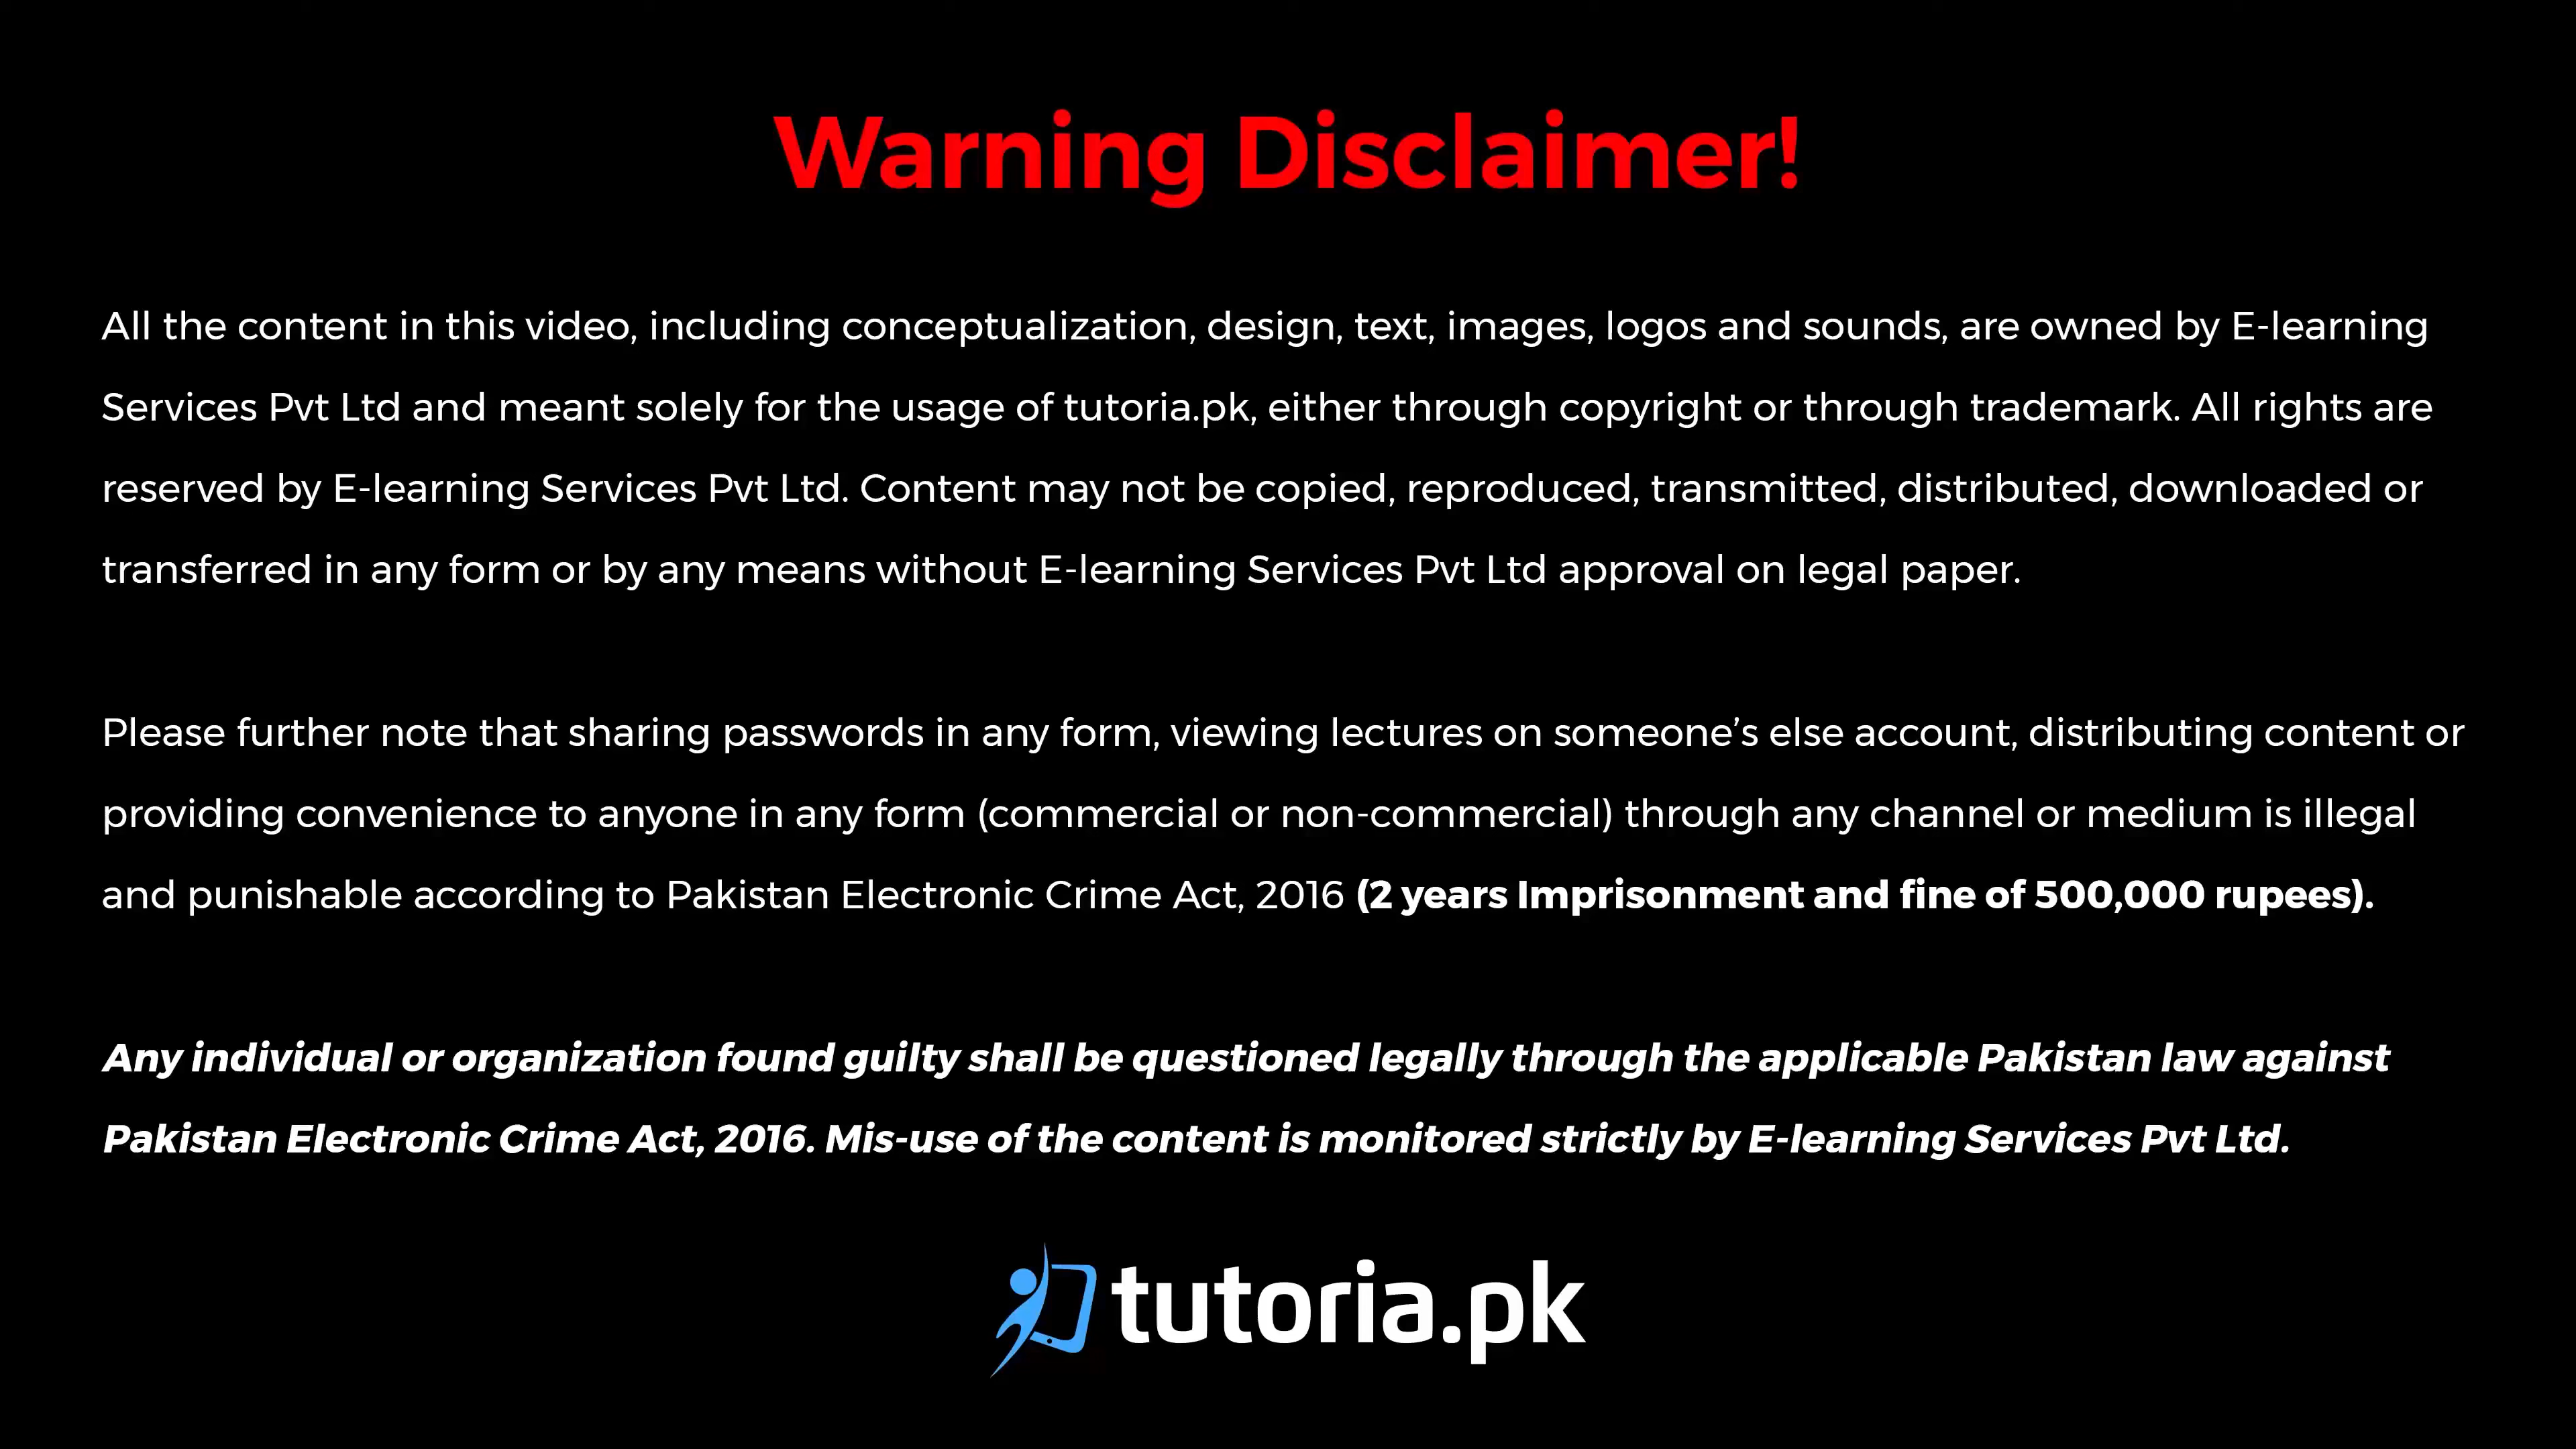 Warning Disclaimer!
All the content in this video, including conceptualization, design, text, images, logos and sounds, are owned by E-learning
Services Pvt Ltd and meant solely for the usage of tutoria.pk, either through copyright or through trademark. All rights are
reserved by E-learning Services Pvt Ltd. Content may not be copied, reproduced, transmitted, distributed, downloaded or
transferred in any form or by any means without E-learning Services Pvt Ltd approval on legal paper.
Please further note that sharing passwords in any form, viewing lectures on someone’s else account, distributing content or
providing convenience to anyone in any form (commercial or non-commercial) through any channel or medium is illegal
and punishable according to Pakistan Electronic Crime Act, 2016 (2 years Imprisonment and fine of 500,000 rupees).
Any individual or organization found guilty shall be questioned legally through the applicable Pakistan law against
Pakistan Electronic Crime Act, 2016. Mis-use of the content is monitored strictly by E-learning Services Pvt Ltd.
tutoria.pk